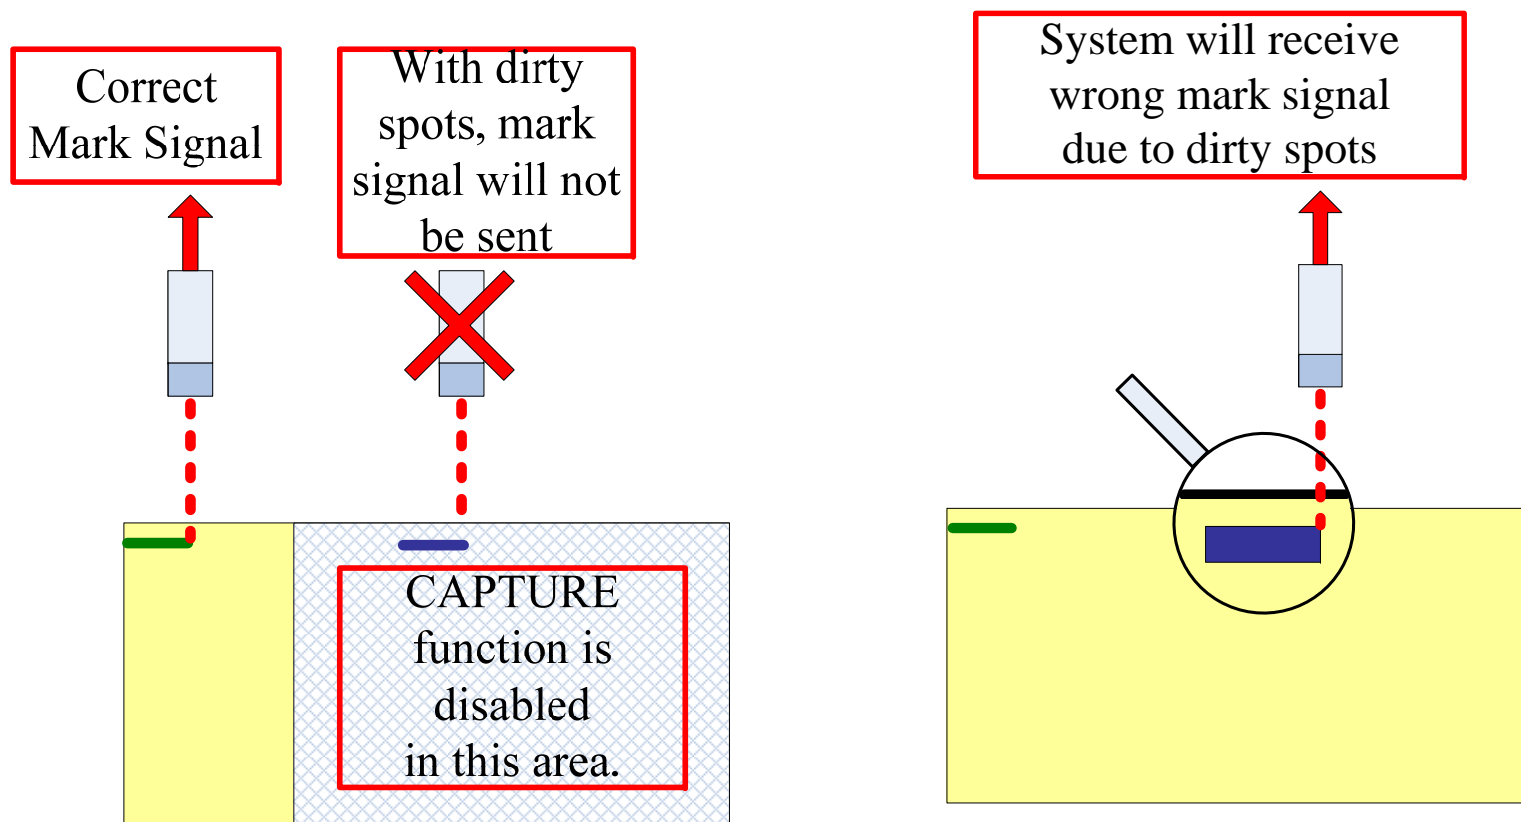 Correct
Mark Signal
With dirty
spots, mark
signal will not
be sent
System will receive
wrong mark signal
due to dirty spots
CAPTURE
function is
disabled
in this area.